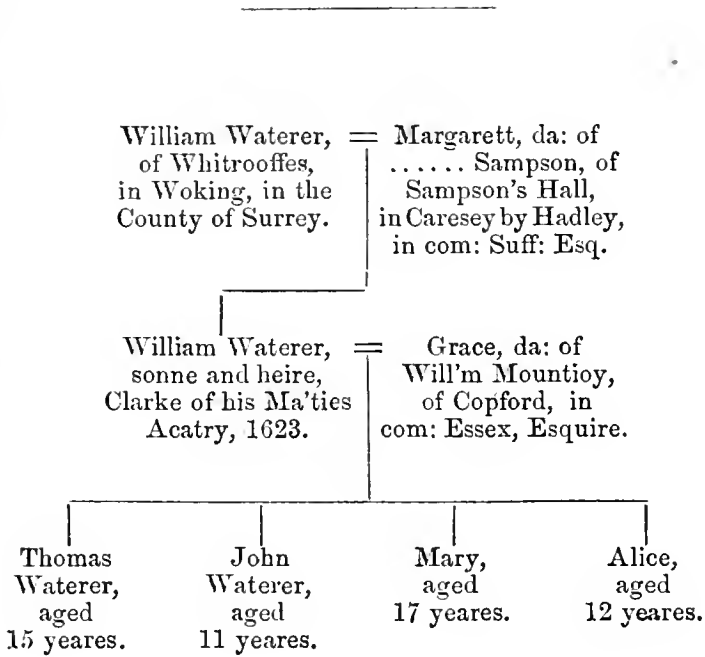 William Waterer,
of Whitrooffes,
in Woking, in the
County of Surrey.
=
Margarett, da: of
...... Sampson, of
Sampson's Hall,
in Caresey by Hadley,
in com: Suff: Esq.
William Waterer,
sonne and heire,
Clarke of his Ma'ties
Acatry, 1623.
=
Grace, da: of
Will'm Mountioy,
of Copford, in
com: Essex, Esquire.
Thomas
Waterer,
aged
15 yeares.
John
Waterer,
aged
11 yeares.
Mary,
aged
17 yeares.
Alice,
aged
12 yeares.